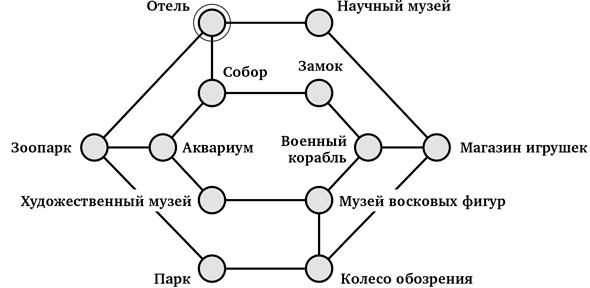 Отель
Научный музей
Собор
Замок
Зоопарк
Аквариум
Военный
корабль
Магазин игрушек
Художественный музей
Музей восковых фигур
Парк
Колесо обозрения